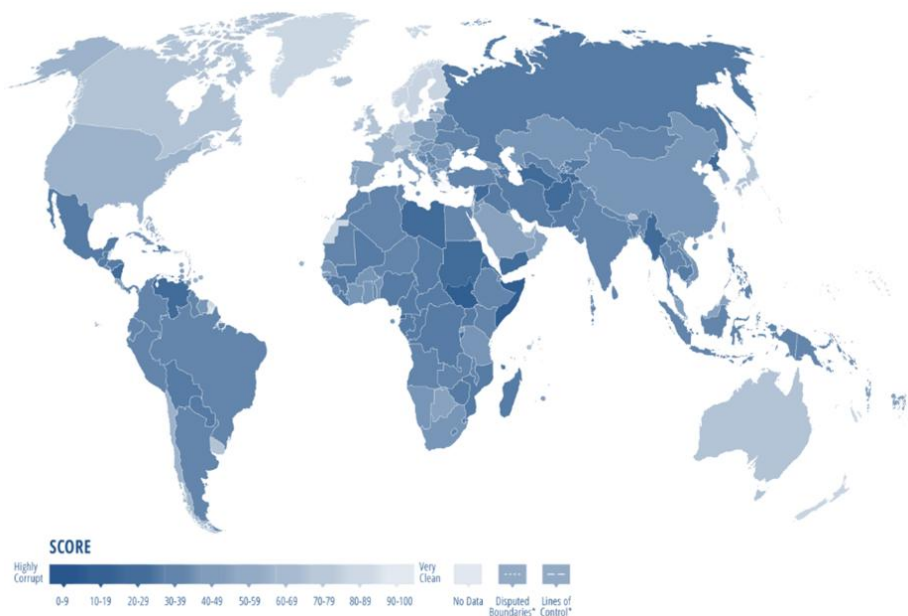 SCORE
Highly
Corrupt
Very
Clean
0-9 10-19 20-29 30-39 40-49 50-59 60-69 70-79 80-89 90-100
No Data
Disputed
Boundaries*
Lines of
Control*